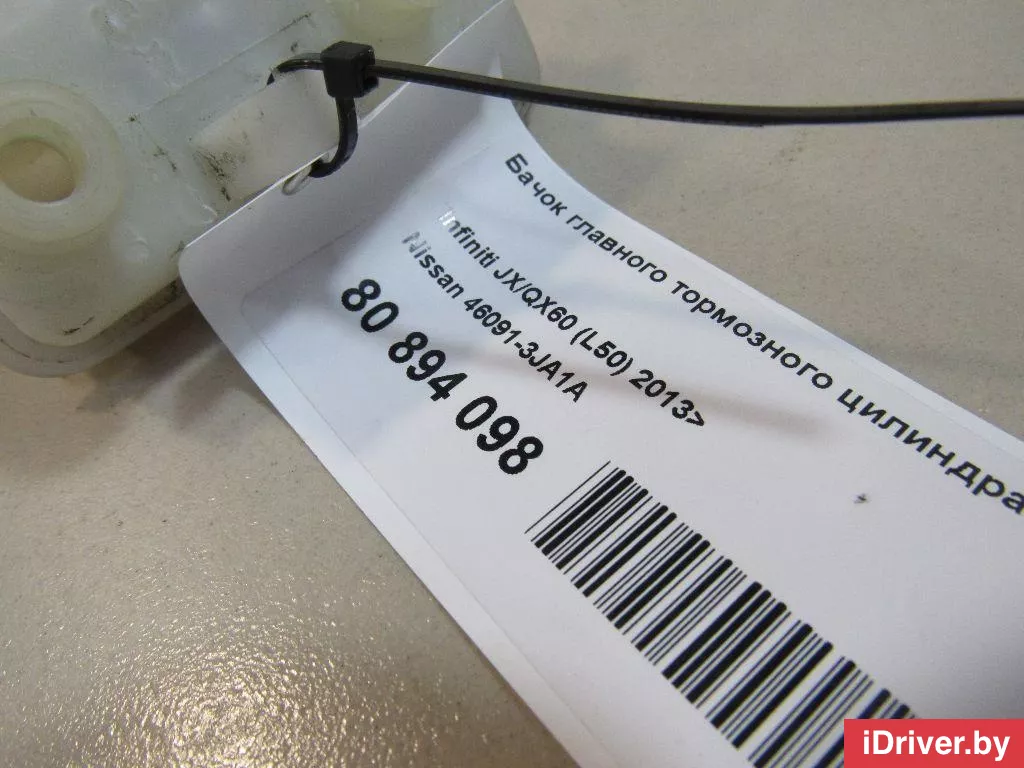 Бачок главного тормозного цилиндра
Infiniti JX/QX60 (L50) 2013>
Nissan 46091-3JA1A
80 894 098
iDriver.by